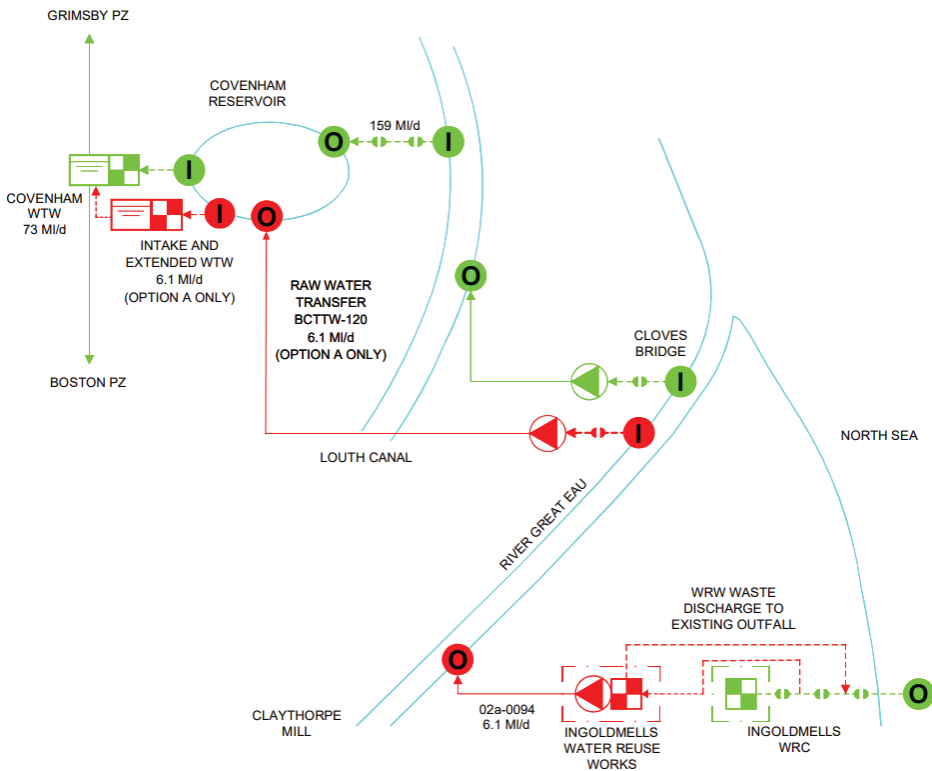 GRIMSBY PZ
COVENHAM
RESERVOIR
159 Ml/d
O
I
I
COVENHAM
WTW
73 Ml/d
I
O
INTAKE AND
EXTENDED WTW
6.1 Ml/d
(OPTION A ONLY)
RAW WATER
TRANSFER
BCTTW-120
6.1 Ml/d
(OPTION A ONLY)
O
CLOVES
BRIDGE
I
BOSTON PZ
I
LOUTH CANAL
NORTH SEA
RIVER GREAT EAU
WRW WASTE
DISCHARGE TO
EXISTING OUTFALL
O
O
02a-0094
6.1 Ml/d
CLAYTHORPE
MILL
INGOLDMELLS
WATER REUSE
WORKS
INGOLDMELLS
WRC